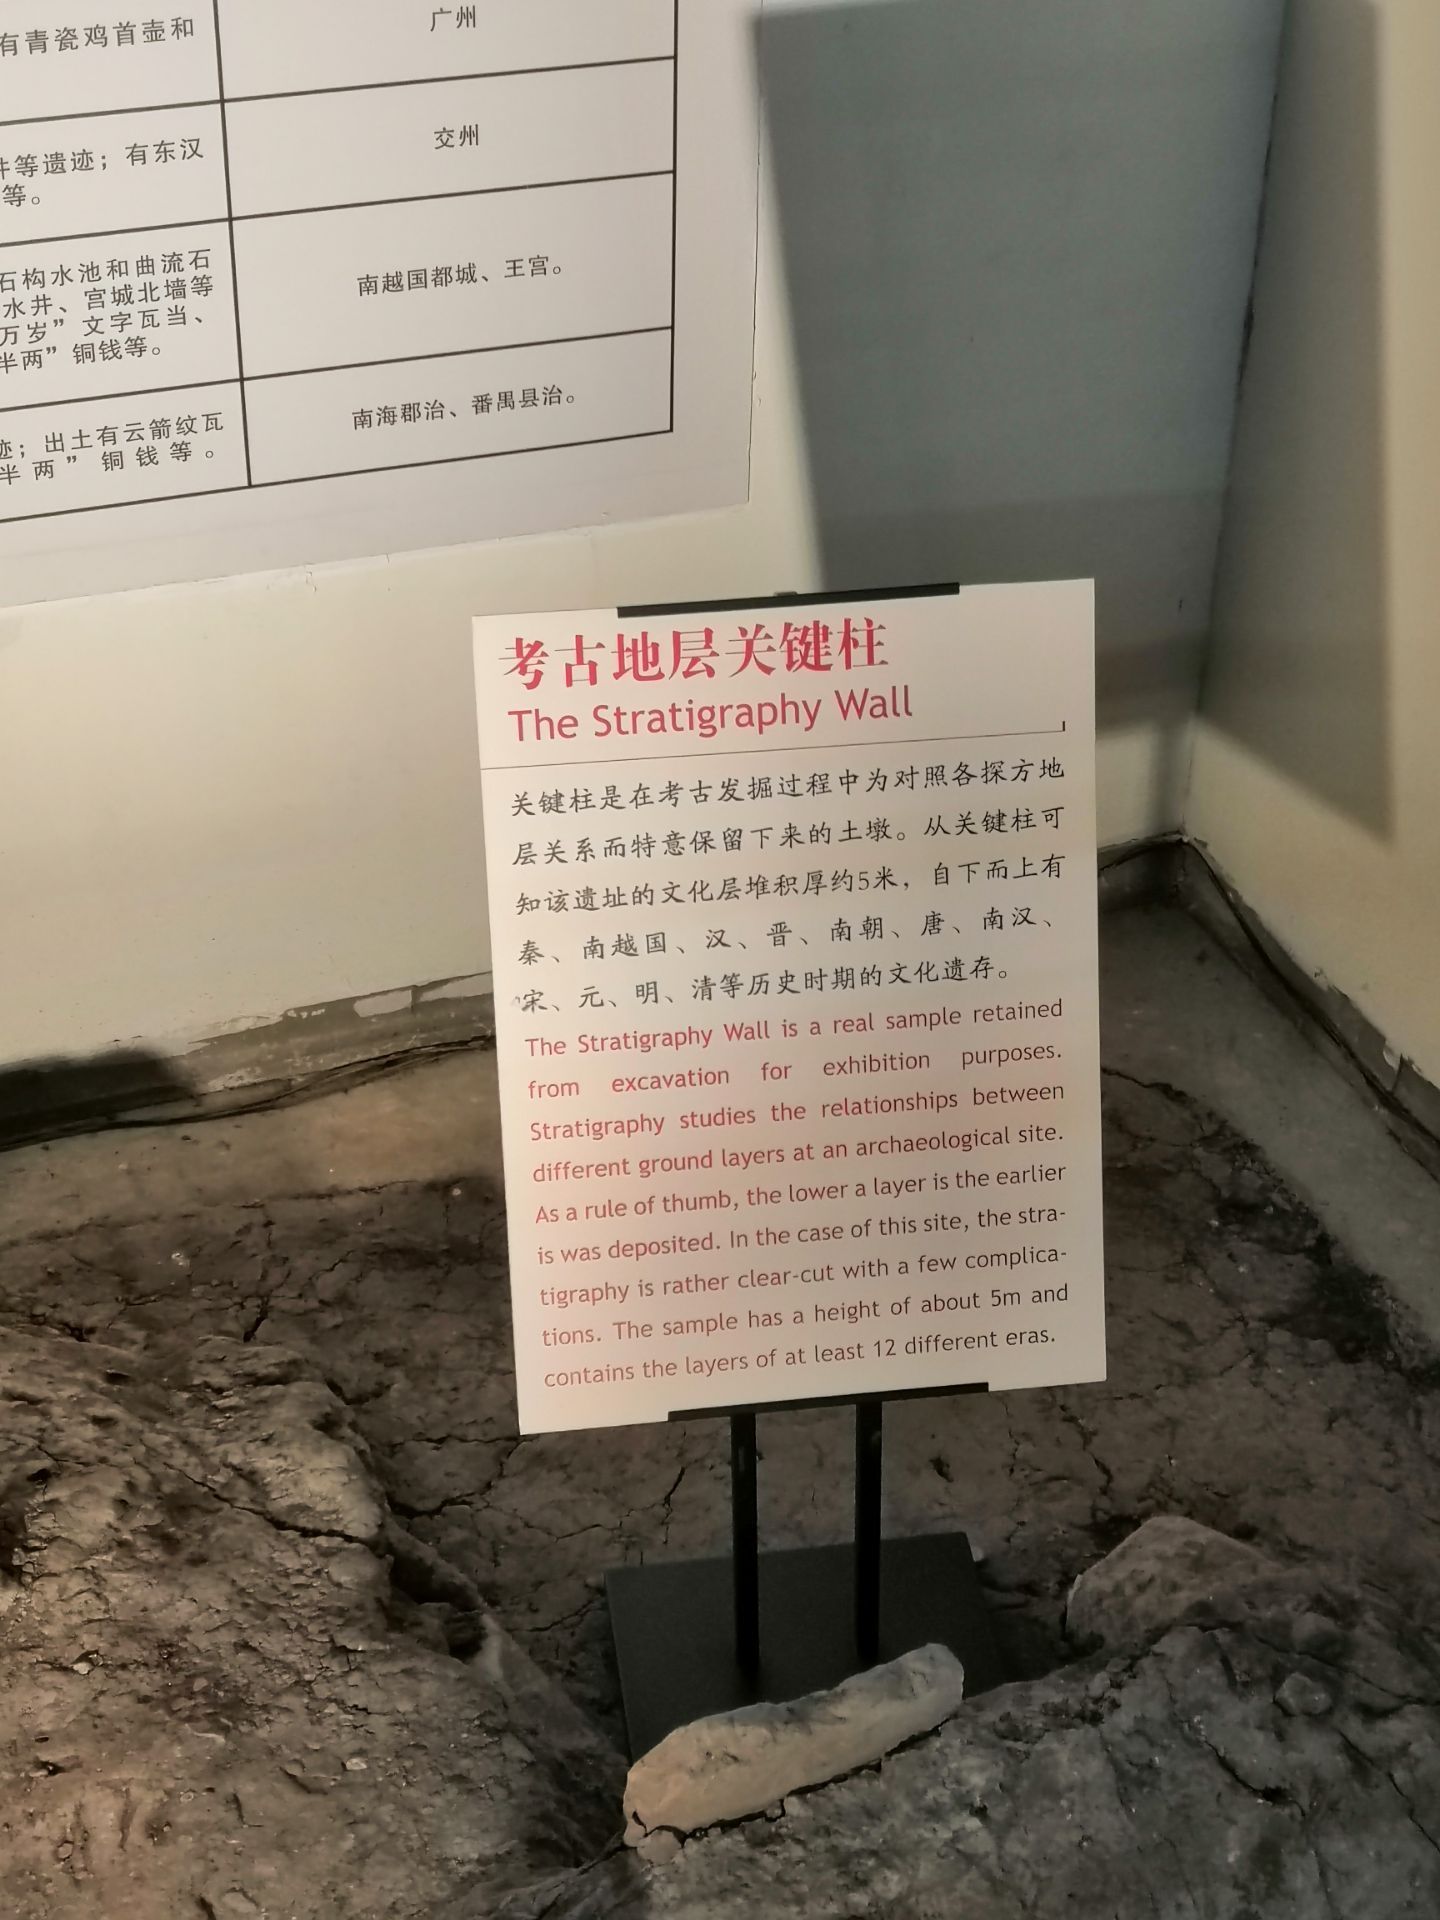 有青瓷鸡首壶和
广州
井等遗迹；有东汉
等。
交州
石构水池和曲流石
水井、宫城北墙等
万岁”文字瓦当、
半两”铜钱等。
南越国都城、王宫。
迹；出土有云箭纹瓦
半两”铜钱等。
南海郡治、番禺县治。
考古地层关键柱
The Stratigraphy Wall
关键柱是在考古发掘过程中为对照各探方地
层关系而特意保留下来的土墩。从关键柱可
知该遗址的文化层堆积厚约5米，自下而上有
秦、南越国、汉、晋、南朝、唐、南汉、
宋、元、明、清等历史时期的文化遗存。
The Stratigraphy Wall is a real sample retained
from excavation for exhibition purposes.
Stratigraphy studies the relationships between
different ground layers at an archaeological site.
As a rule of thumb, the lower a layer is the earlier
is was deposited. In the case of this site, the stra-
tigraphy is rather clear-cut with a few complica-
tions. The sample has a height of about 5m and
contains the layers of at least 12 different eras.